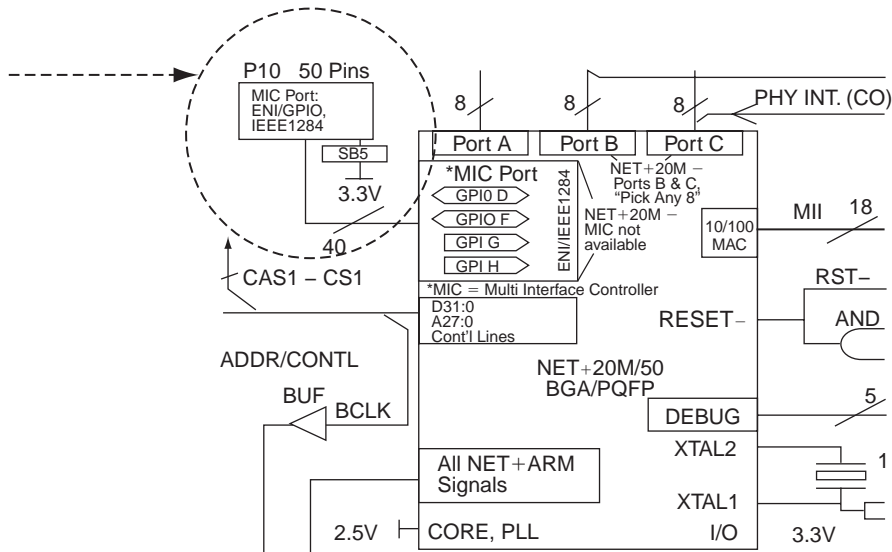 P10 50 Pins
MIC Port:
ENI/GPIO,
IEEE1284
SB5
3.3V
40
8
8
8
PHY INT. (CO)
Port A
Port B
Port C
*MIC Port
GPI0 D
GPIO F
GPI G
GPI H
ENI/IEEE1284
NET+20M –
Ports B & C,
“Pick Any 8”
NET+20M –
MIC not
available
10/100
MAC
MII
18
CAS1 – CS1
*MIC = Multi Interface Controller
D31:0
A27:0
Cont'l Lines
RESET–
RST–
AND
ADDR/CONTL
BUF
BCLK
NET+20M/50
BGA/PQFP
DEBUG
5
XTAL2
All NET+ARM
Signals
1
XTAL1
2.5V
CORE, PLL
I/O
3.3V